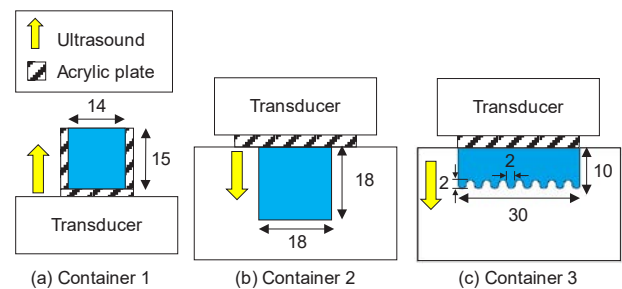 Ultrasound
Acrylic plate
14
15
Transducer
(a) Container 1
Transducer
18
18
(b) Container 2
Transducer
2
2
10
30
(c) Container 3